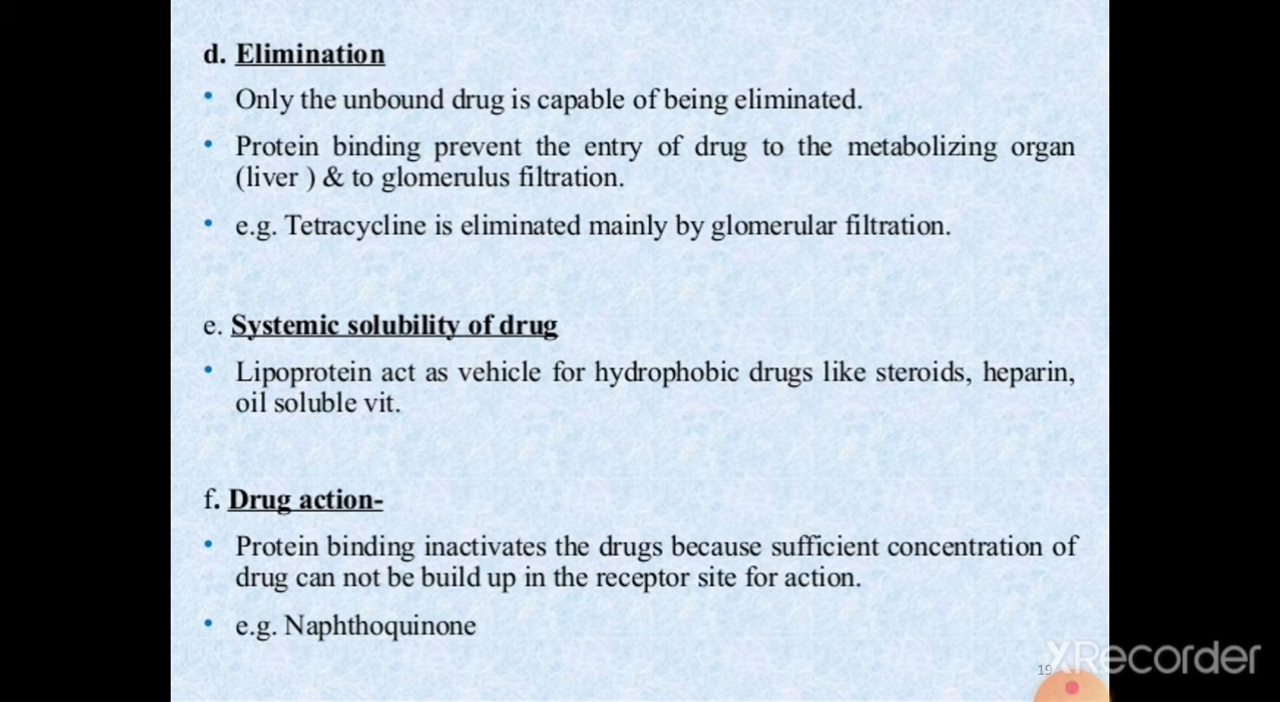 d. Elimination
• Only the unbound drug is capable of being eliminated.
• Protein binding prevent the entry of drug to the metabolizing organ
(liver ) & to glomerulus filtration.
• e.g. Tetracycline is eliminated mainly by glomerular filtration.
e. Systemic solubility of drug
• Lipoprotein act as vehicle for hydrophobic drugs like steroids, heparin,
oil soluble vit.
f. Drug action-
• Protein binding inactivates the drugs because sufficient concentration of
drug can not be build up in the receptor site for action.
• e.g. Naphthoquinone
19
XRecorder